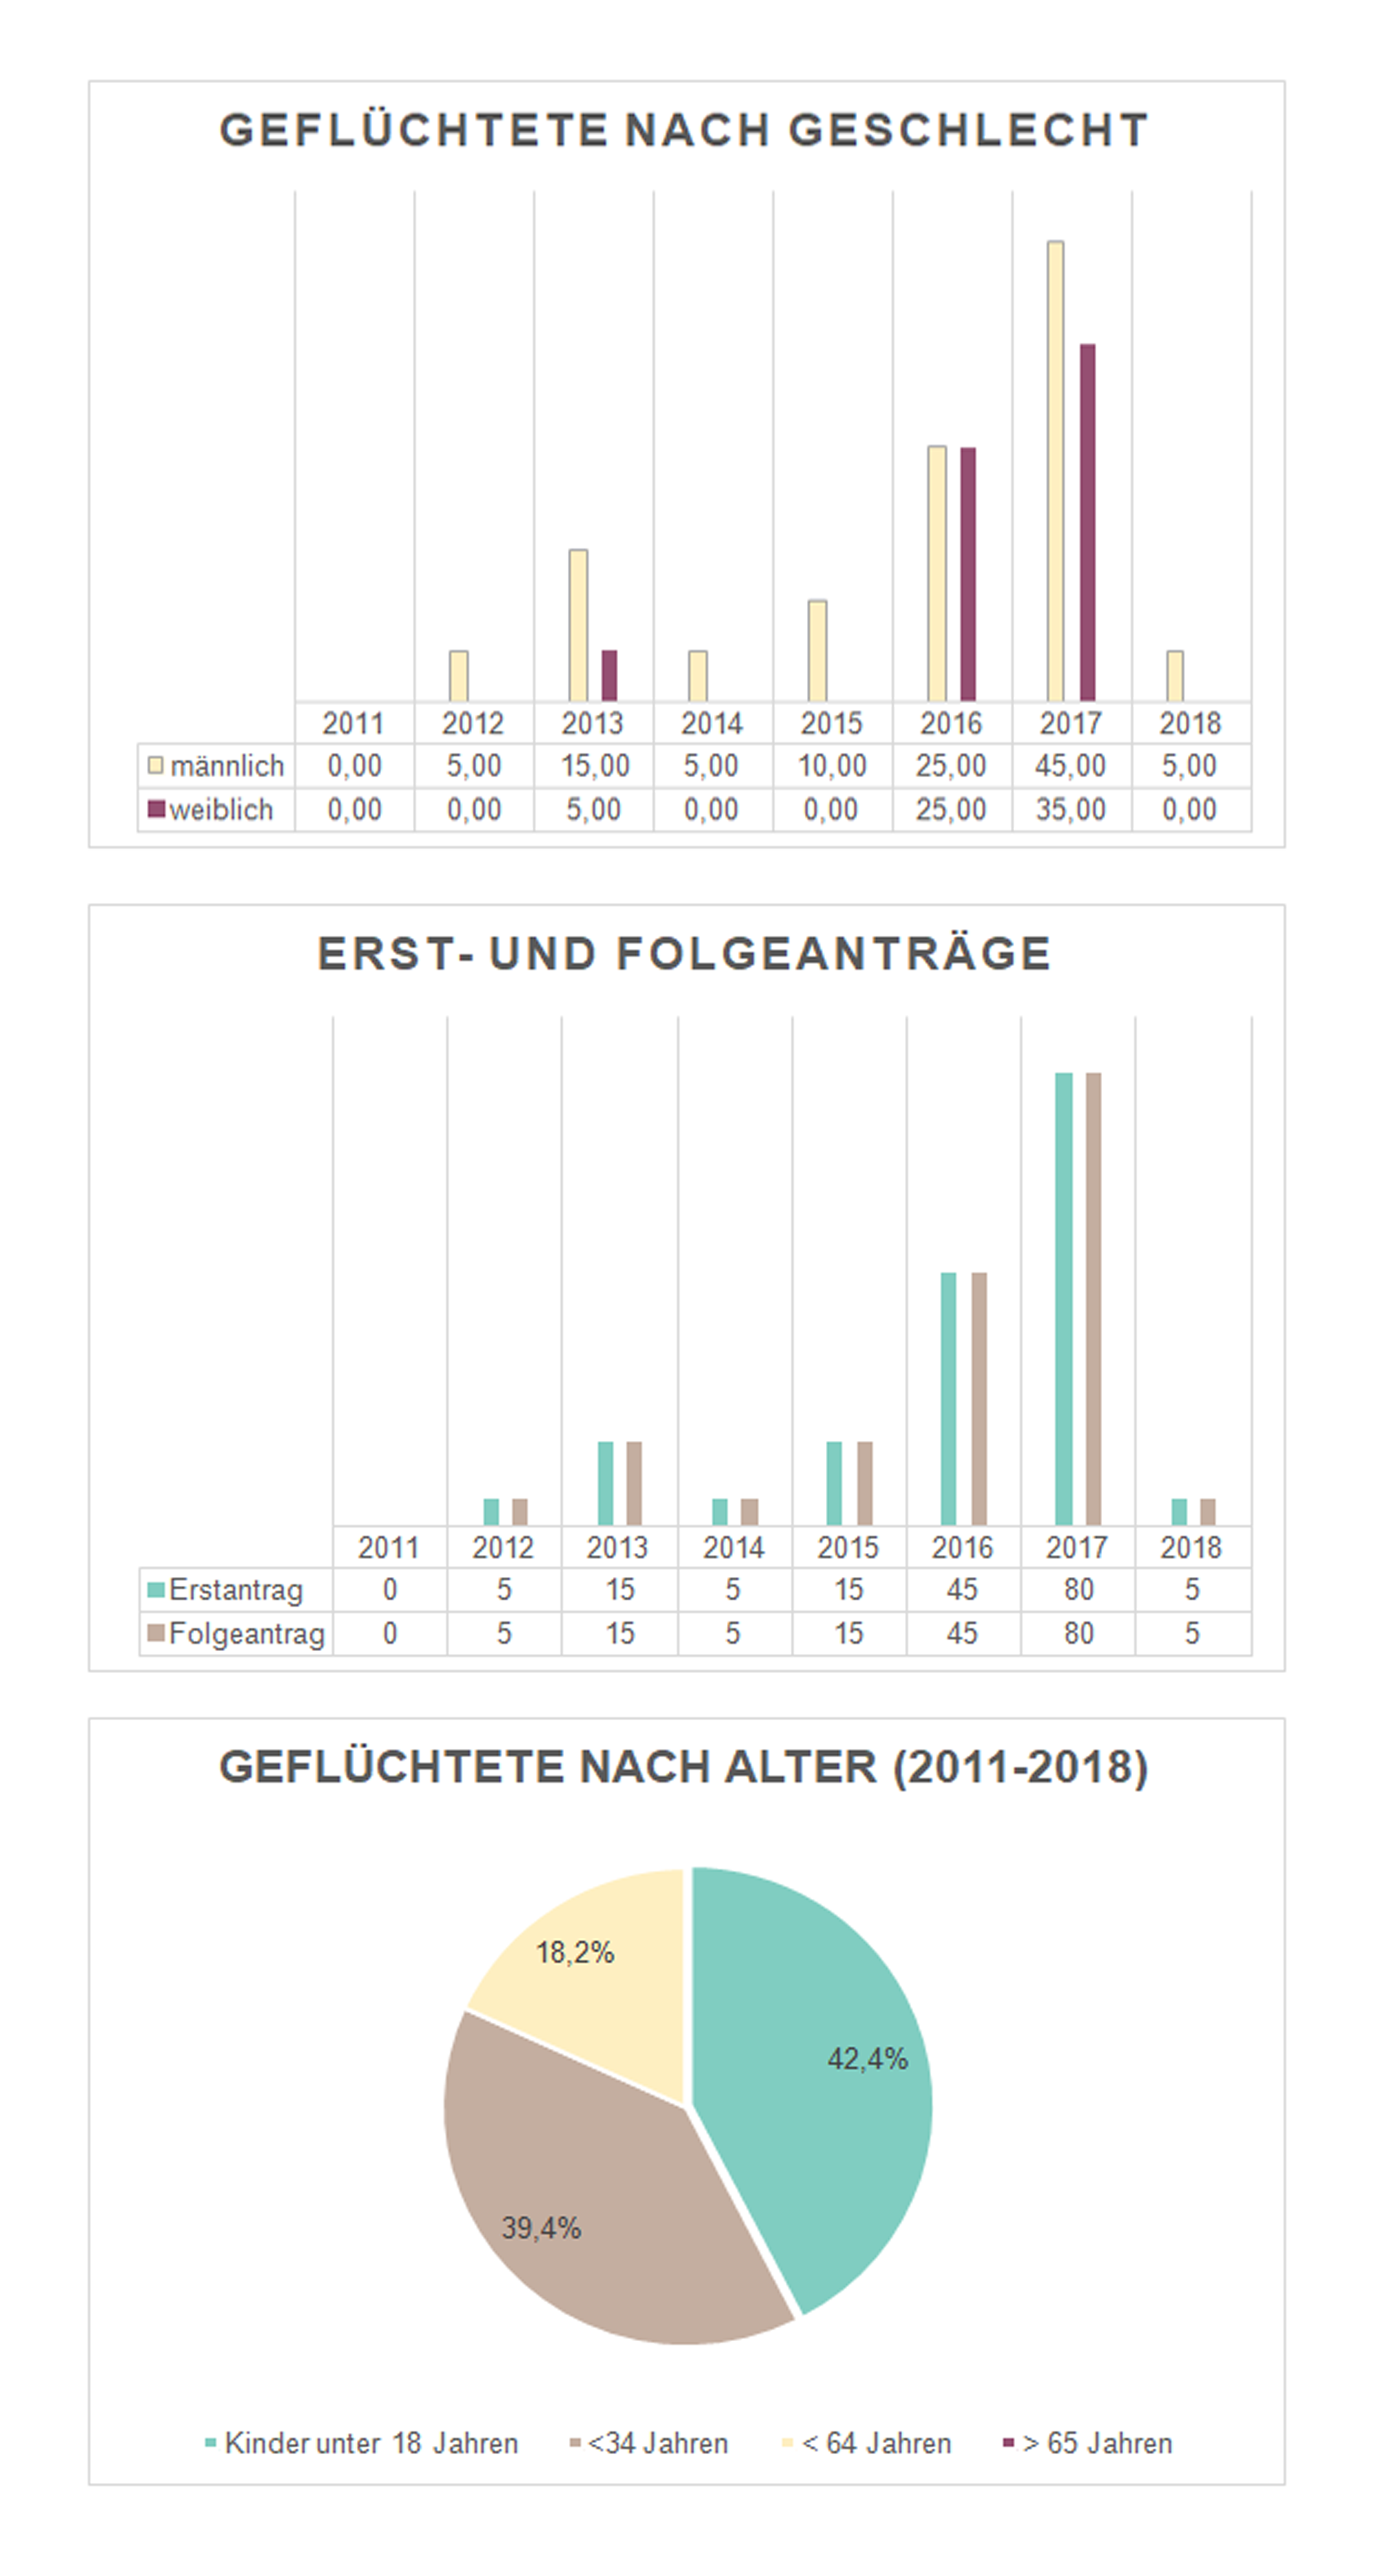 GEFLÜCHTETE NACH GESCHLECHT
2011 2012 2013 2014 2015 2016 2017 2018
männlich 0,00 5,00 15,00 5,00 10,00 25,00 45,00 5,00
weiblich 0,00 0,00 5,00 0,00 0,00 25,00 35,00 0,00
ERST- UND FOLGEANTRÄGE
2011 2012 2013 2014 2015 2016 2017 2018
Erstantrag 0 5 15 5 15 45 80 5
Folgeantrag 0 5 15 5 15 45 80 5
GEFLÜCHTETE NACH ALTER (2011-2018)
18,2%
42,4%
39,4%
Kinder unter 18 Jahren <34 Jahren < 64 Jahren > 65 Jahren